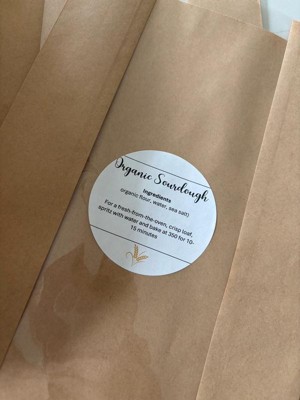 Organic Sourdough
Ingredients
organic flour, water, sea salt)
For a fresh-from-the-oven, crisp loaf,
spritz with water and bake at 350 for 10-
15 minutes